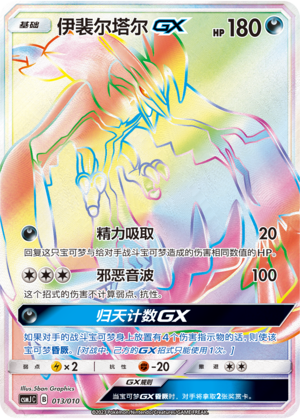 基础 伊裴尔塔尔GX HP 180
精力吸取 20
回复这只宝可梦与给对手战斗宝可梦造成的伤害相同数值的HP。
邪恶音波 100
这个招式的伤害不计算弱点、抗性。
归天计数GX
如果对手的战斗宝可梦身上放置有4个伤害指示物的话，则使该
宝可梦【昏厥】。（对战中，己方的GX招式只能使用1次。）
弱点 ×2 抗性 -20 撤退
Illus. 5ban Graphics
GX规则
CSMJC B 013/010
当宝可梦GX昏厥时，对手将拿取2张奖赏卡。